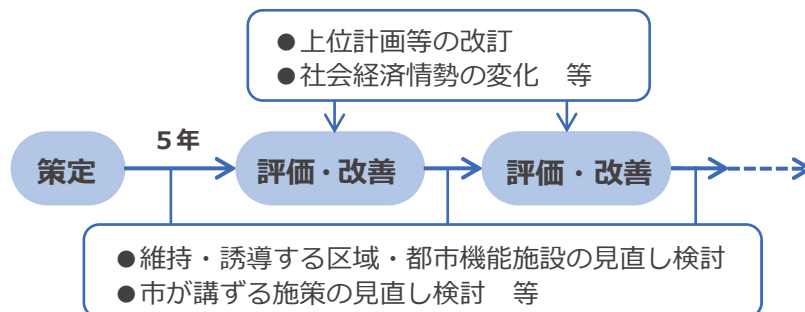 ●上位計画等の改訂
●社会経済情勢の変化　等
５年
策定
評価・改善
評価・改善
●維持・誘導する区域・都市機能施設の見直し検討
●市が講ずる施策の見直し検討　等